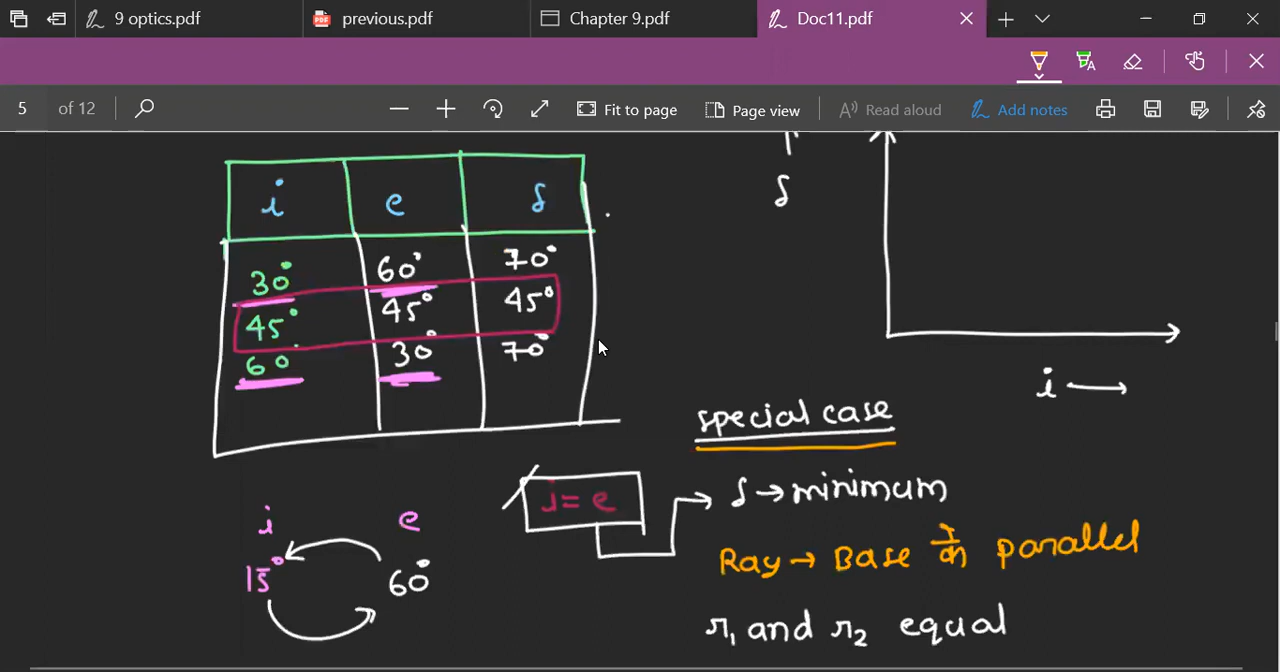 9 optics.pdf previous.pdf Chapter 9.pdf Doc11.pdf
5 of 12 Fit to page Page view Read aloud Add notes
PDF
i e δ
30° 60° 70°
45° 45° 45°
60° 30° 70°
δ
i
special case
i = e δ → minimum
Ray → Base के parallel
r₁ and r₂ equal
i e
15° 60°